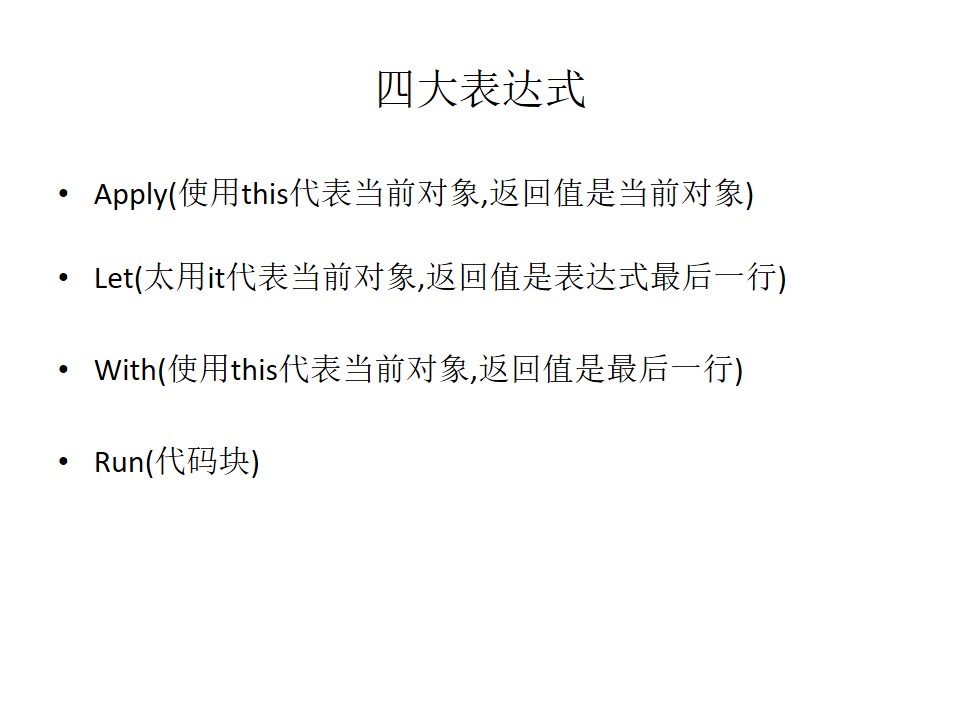 四大表达式
• Apply(使用this代表当前对象,返回值是当前对象)
• Let(太用it代表当前对象,返回值是表达式最后一行)
• With(使用this代表当前对象,返回值是最后一行)
• Run(代码块)